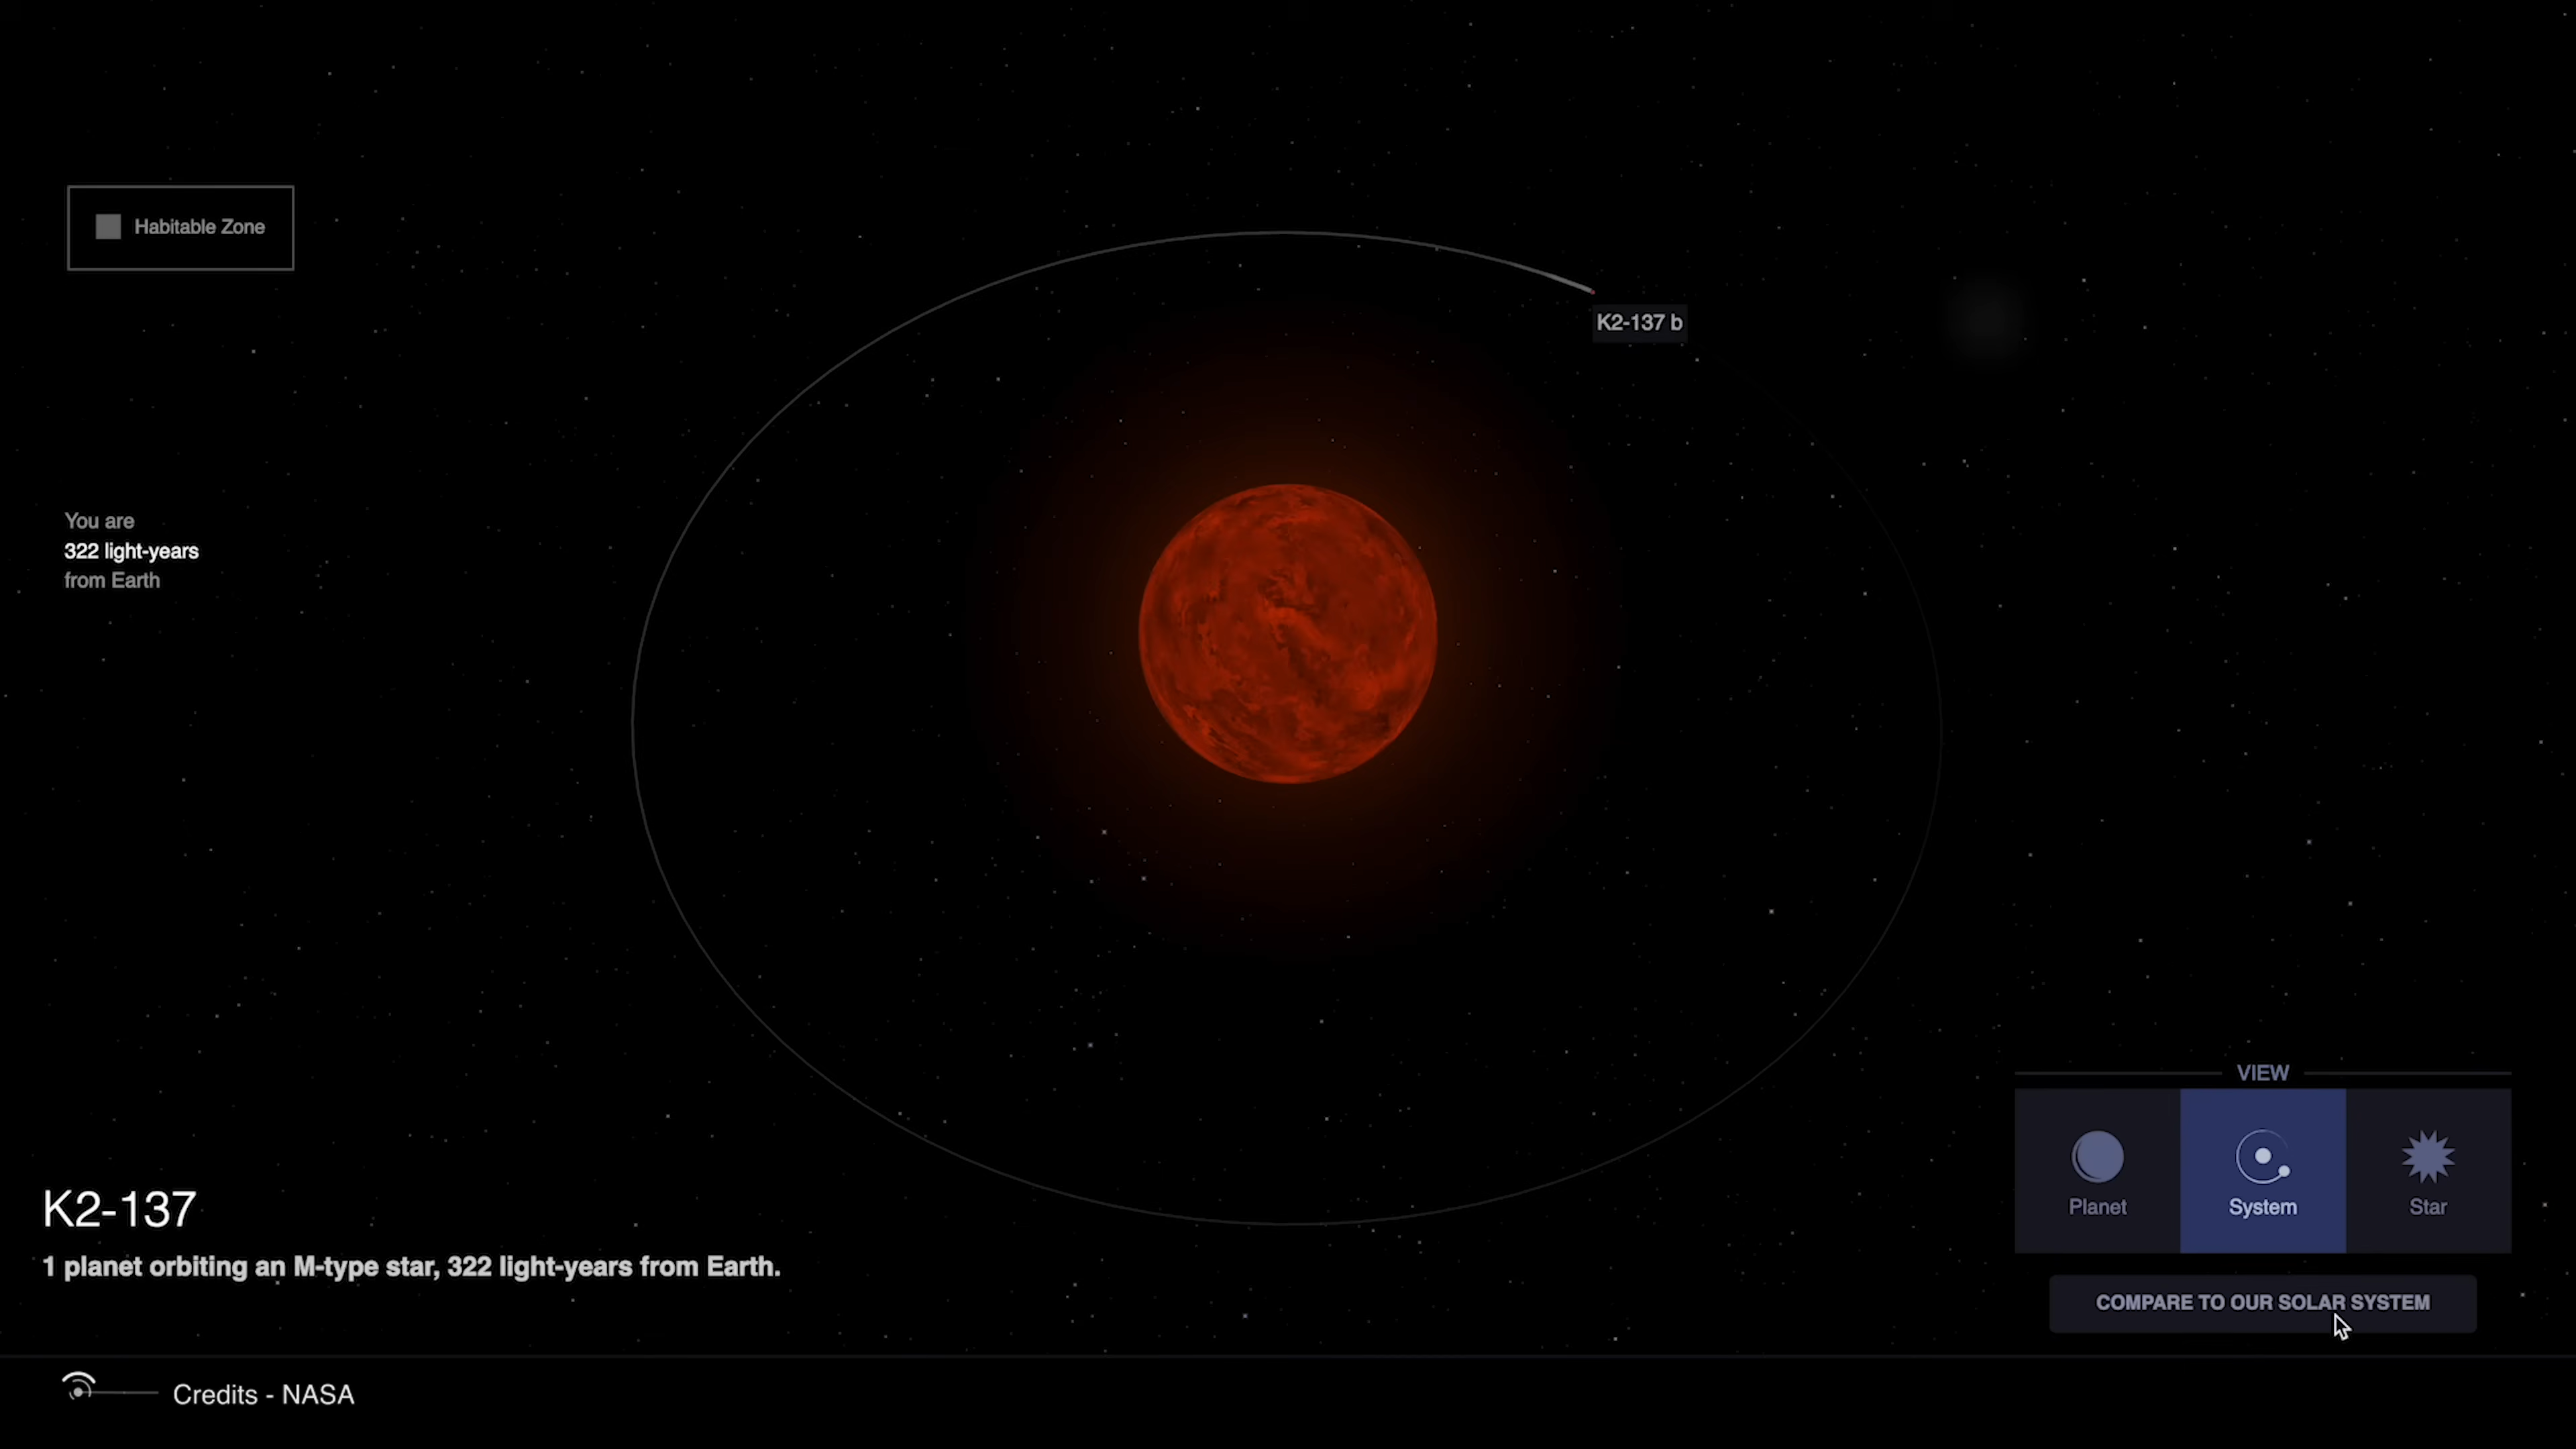 Habitable Zone
K2-137 b
You are
322 light-years
from Earth
K2-137
1 planet orbiting an M-type star, 322 light-years from Earth.
VIEW
Planet
System
Star
COMPARE TO OUR SOLAR SYSTEM
Credits - NASA